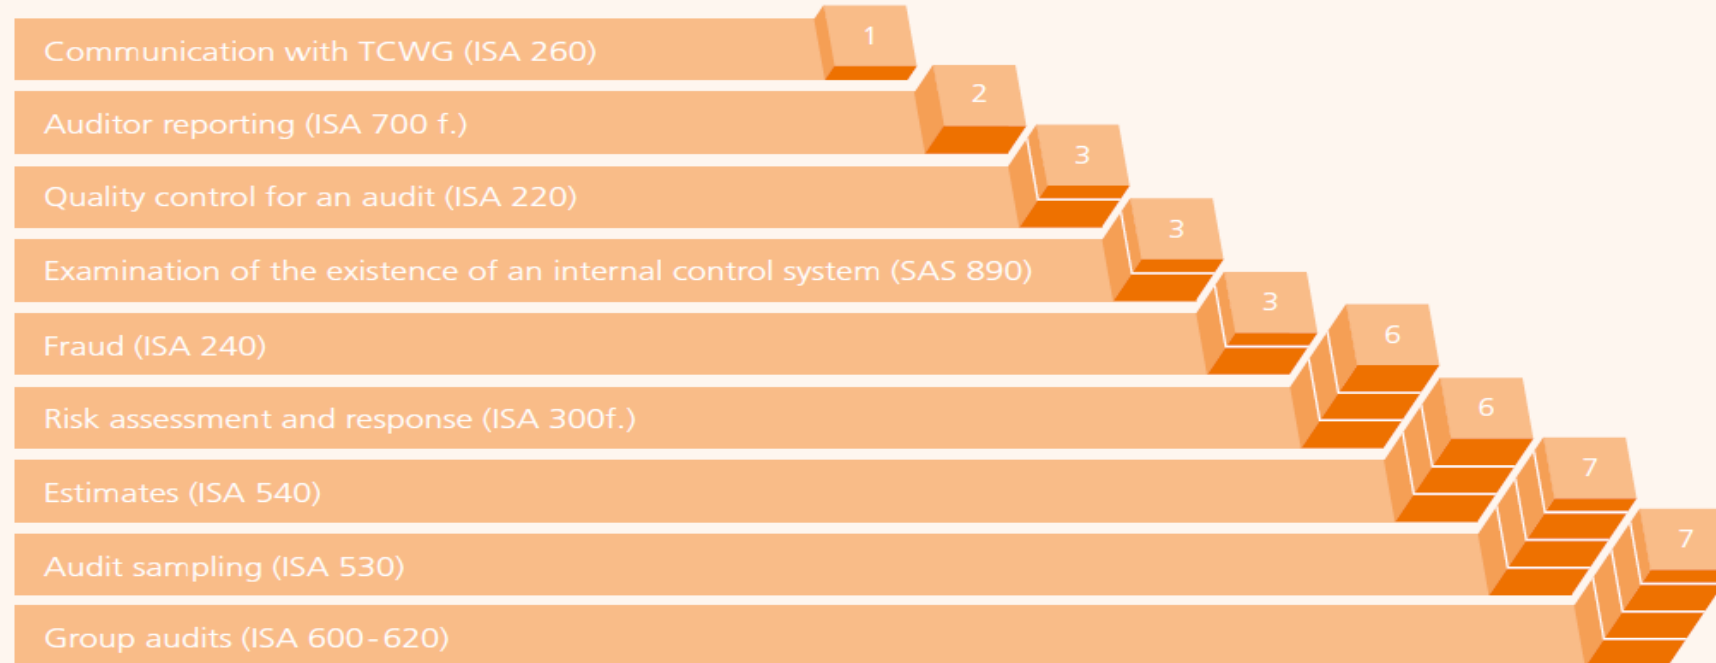 Communication with TCWG (ISA 260) 1
Auditor reporting (ISA 700 f.) 2
Quality control for an audit (ISA 220) 3
Examination of the existence of an internal control system (SAS 890) 3
Fraud (ISA 240) 3
Risk assessment and response (ISA 300f.) 6
Estimates (ISA 540) 6
Audit sampling (ISA 530) 7
Group audits (ISA 600-620) 7